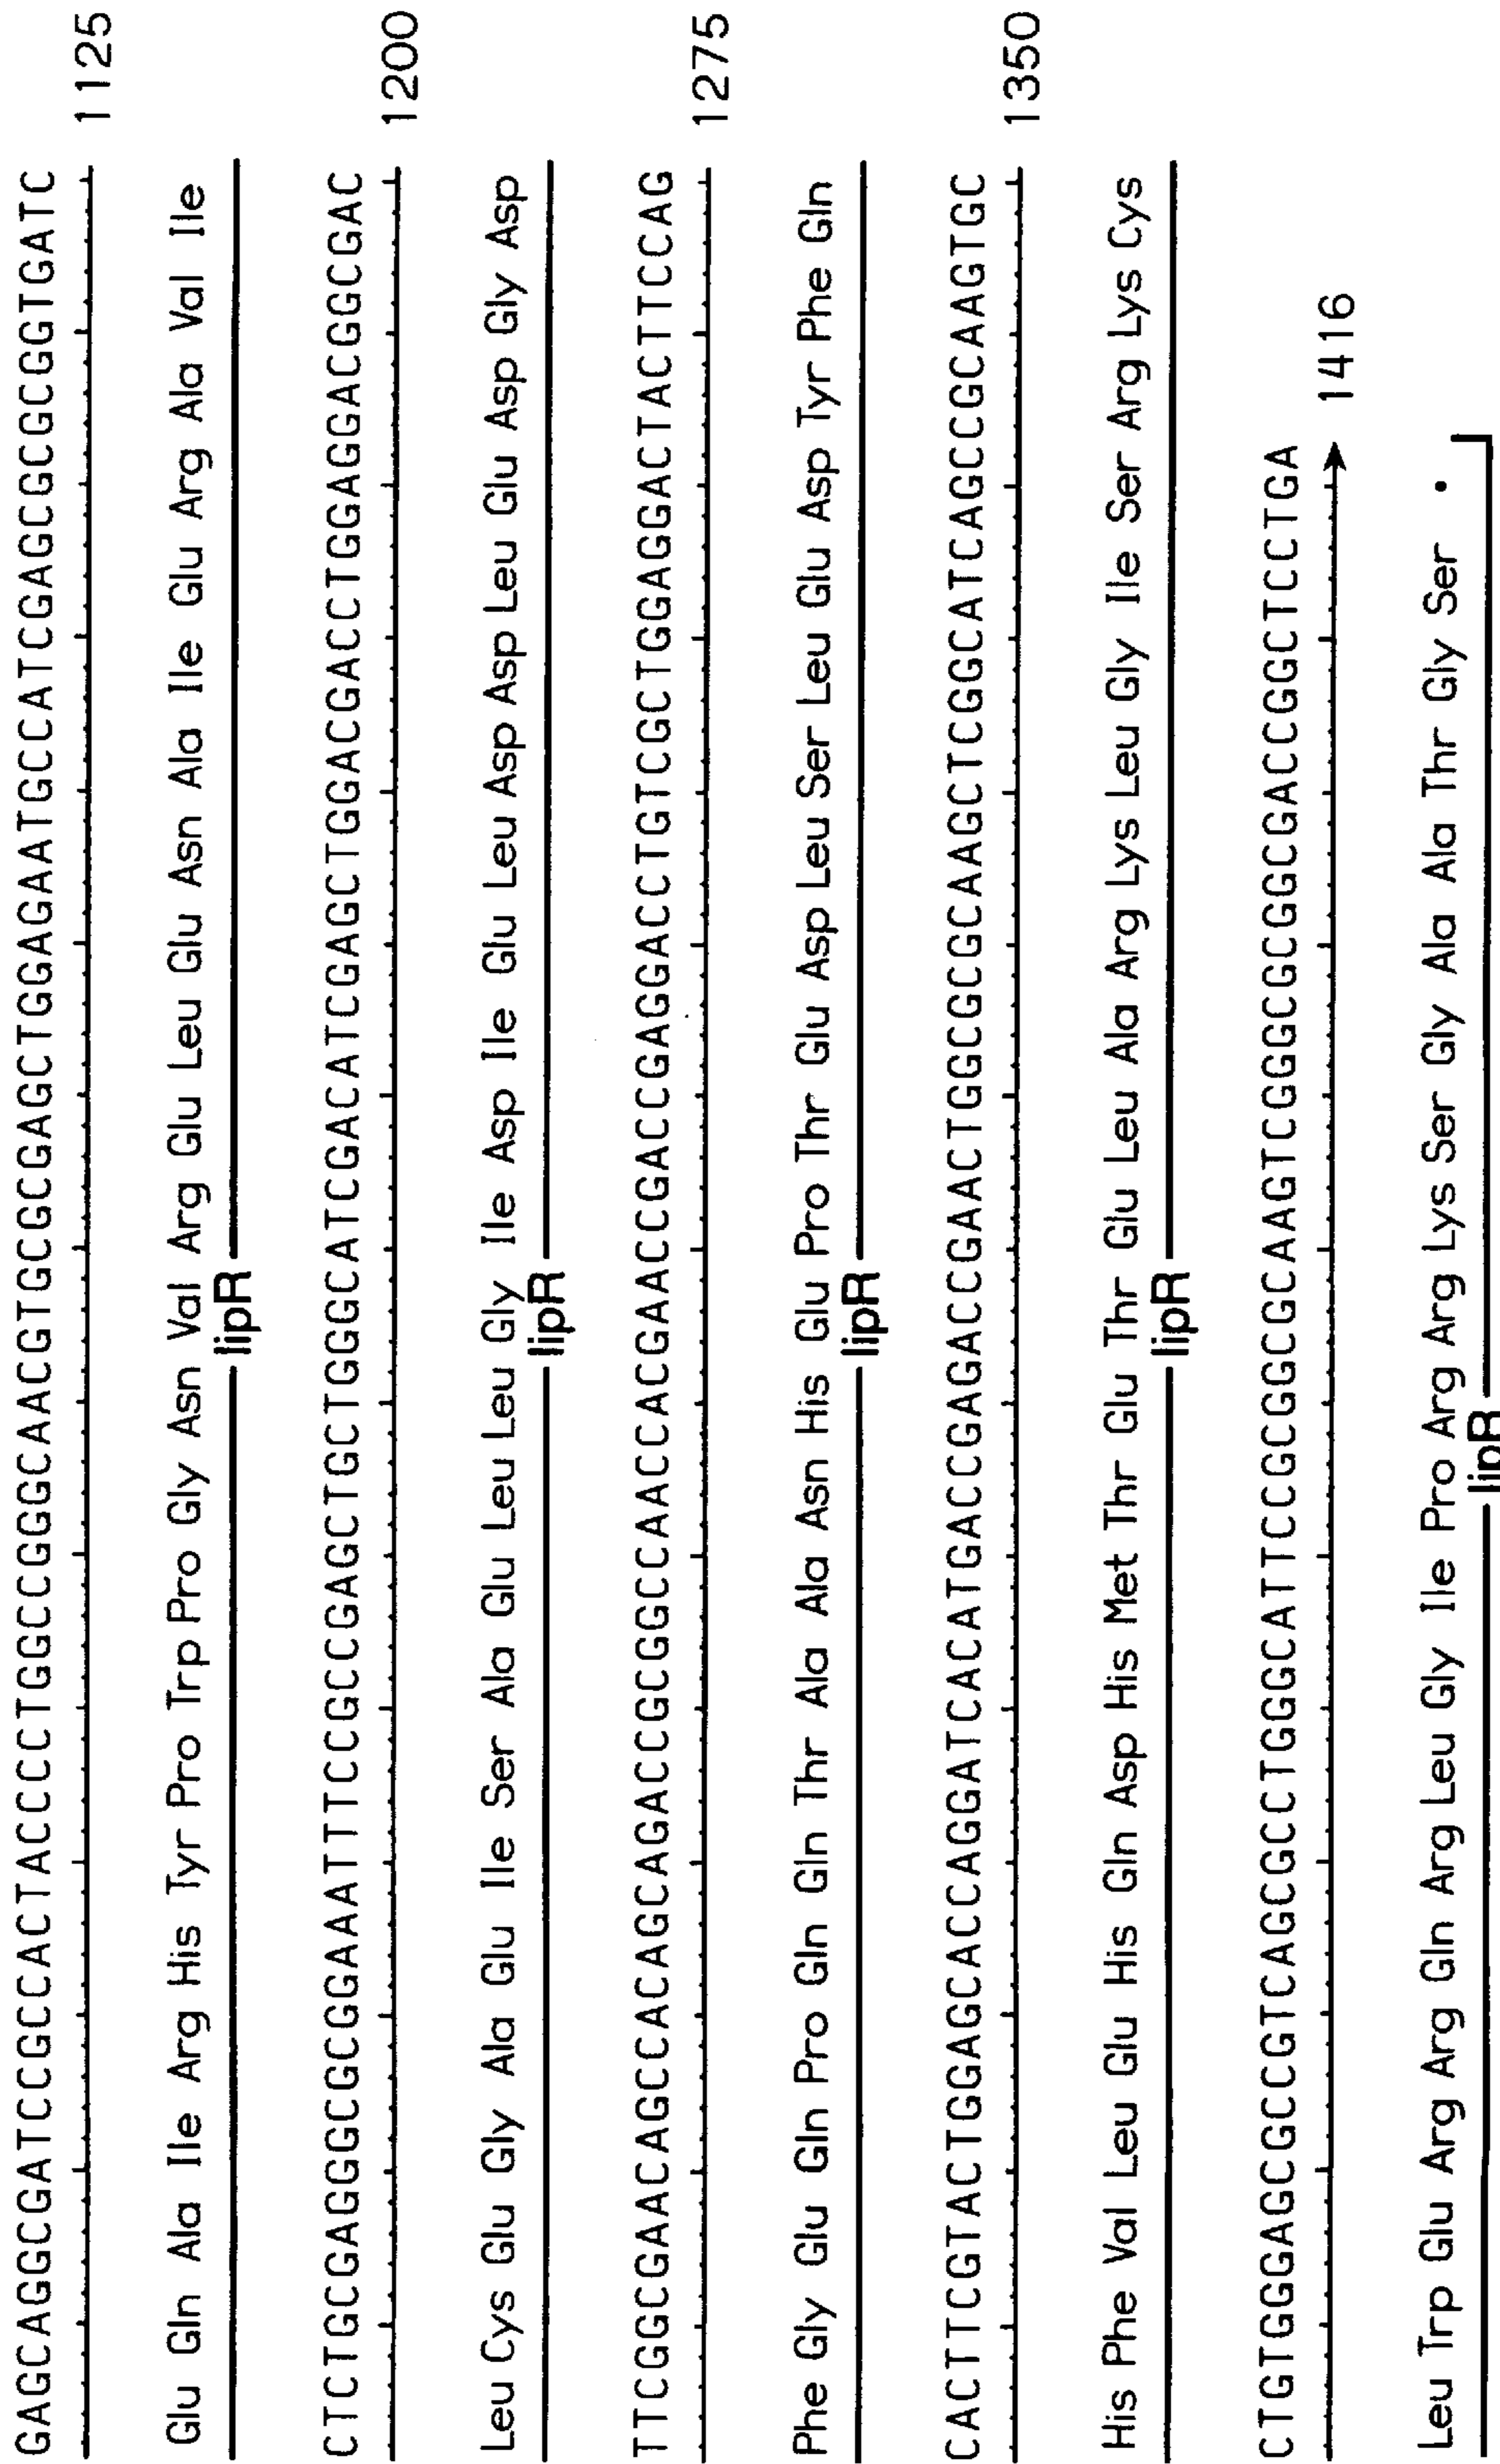 GAGCAGGCGATCCGCCACTACCCCTGGCCGGGCAACGTGCGCGAGCTGGAGAATGCCATCGAGCGCGCGGTGATC 1125
Glu Gln Ala Ile Arg His Tyr Pro Trp Pro Gly Asn Val Arg Glu Leu Glu Asn Ala Ile Glu Arg Ala Val Ile
lipR
CTCTGCGAGGGCGCGGAAATTTCCGCCGAGCTGCTGGGCATCGACATCGAGCTGGACGACCTGGAGGACGGCGAC 1200
Leu Cys Glu Gly Ala Glu Ile Ser Ala Glu Leu Leu Gly Ile Asp Ile Glu Leu Asp Asp Leu Glu Asp Gly Asp
lipR
TTCGGCGAACAGCCACAGCAGACCGCGGCCAACCACGAACCGACCGAGGACCTGTCGCTGGAGGACTACTTCCAG 1275
Phe Gly Glu Gln Pro Gln Gln Thr Ala Ala Asn His Glu Pro Thr Glu Asp Leu Ser Leu Glu Asp Tyr Phe Gln
lipR
CACTTCGTACTGGAGCACCAGGATCACATGACCGAGACCGAACTGGCGCGCAAGCTCGGCATCAGCCGCAAGTGC 1350
His Phe Val Leu Glu His Gln Asp His Met Thr Glu Thr Glu Leu Ala Arg Lys Leu Gly Ile Ser Arg Lys Cys
lipR
CTGTGGGAGCGCCGTCAGCGCCTGGGCATTCCGCGGCGCAAGTCGGGCGCGGCGACCGGCTCCTGA 1416
Leu Trp Glu Arg Arg Gln Arg Leu Gly Ile Pro Arg Arg Lys Ser Gly Ala Ala Thr Gly Ser •
lipR